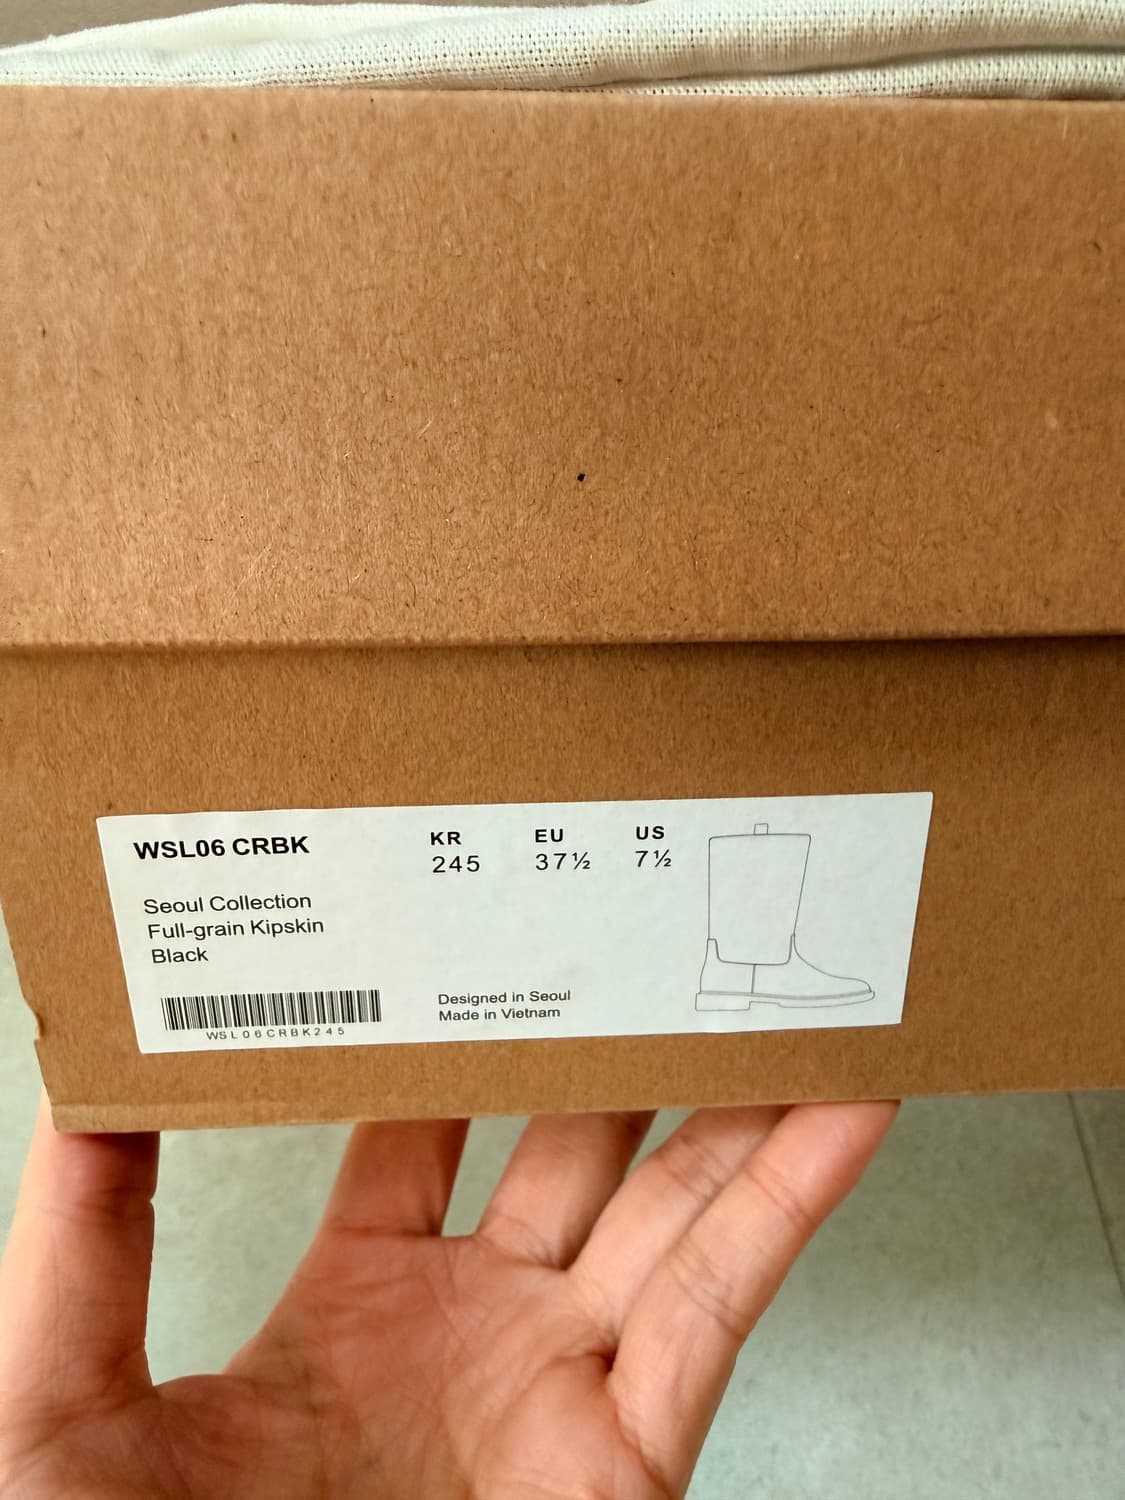 WSL06 CRBK
Seoul Collection
Full-grain Kipskin
Black
WSL06CRBK245
KR EU US
245 37½ 7½
Designed in Seoul
Made in Vietnam